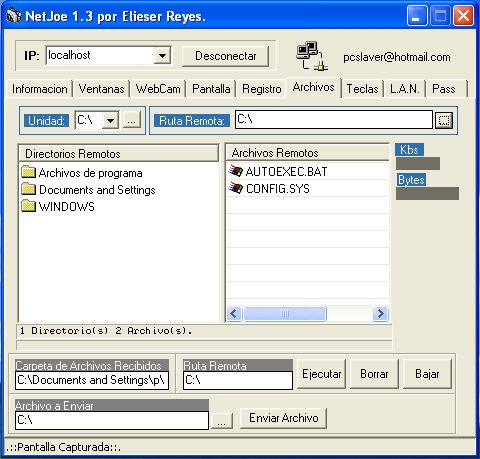 NetJoe 1.3 por Elieser Reyes.
IP: localhost Desconectar pcslaver@hotmail.com
Informacion Ventanas WebCam Pantalla Registro Archivos Teclas L.A.N. Pass
Unidad: C:\ ... Ruta Remota: C:\
Directorios Remotos Archivos Remotos Kbs
Archivos de programa AUTOEXEC.BAT
Documents and Settings CONFIG.SYS Bytes
WINDOWS
1 Directorio(s) 2 Archivo(s).
Carpeta de Archivos Recibidos Ruta Remota
C:\Documents and Settings\p\ C:\ Ejecutar Borrar Bajar
Archivo a Enviar
C:\ ... Enviar Archivo
.::Pantalla Capturada::.